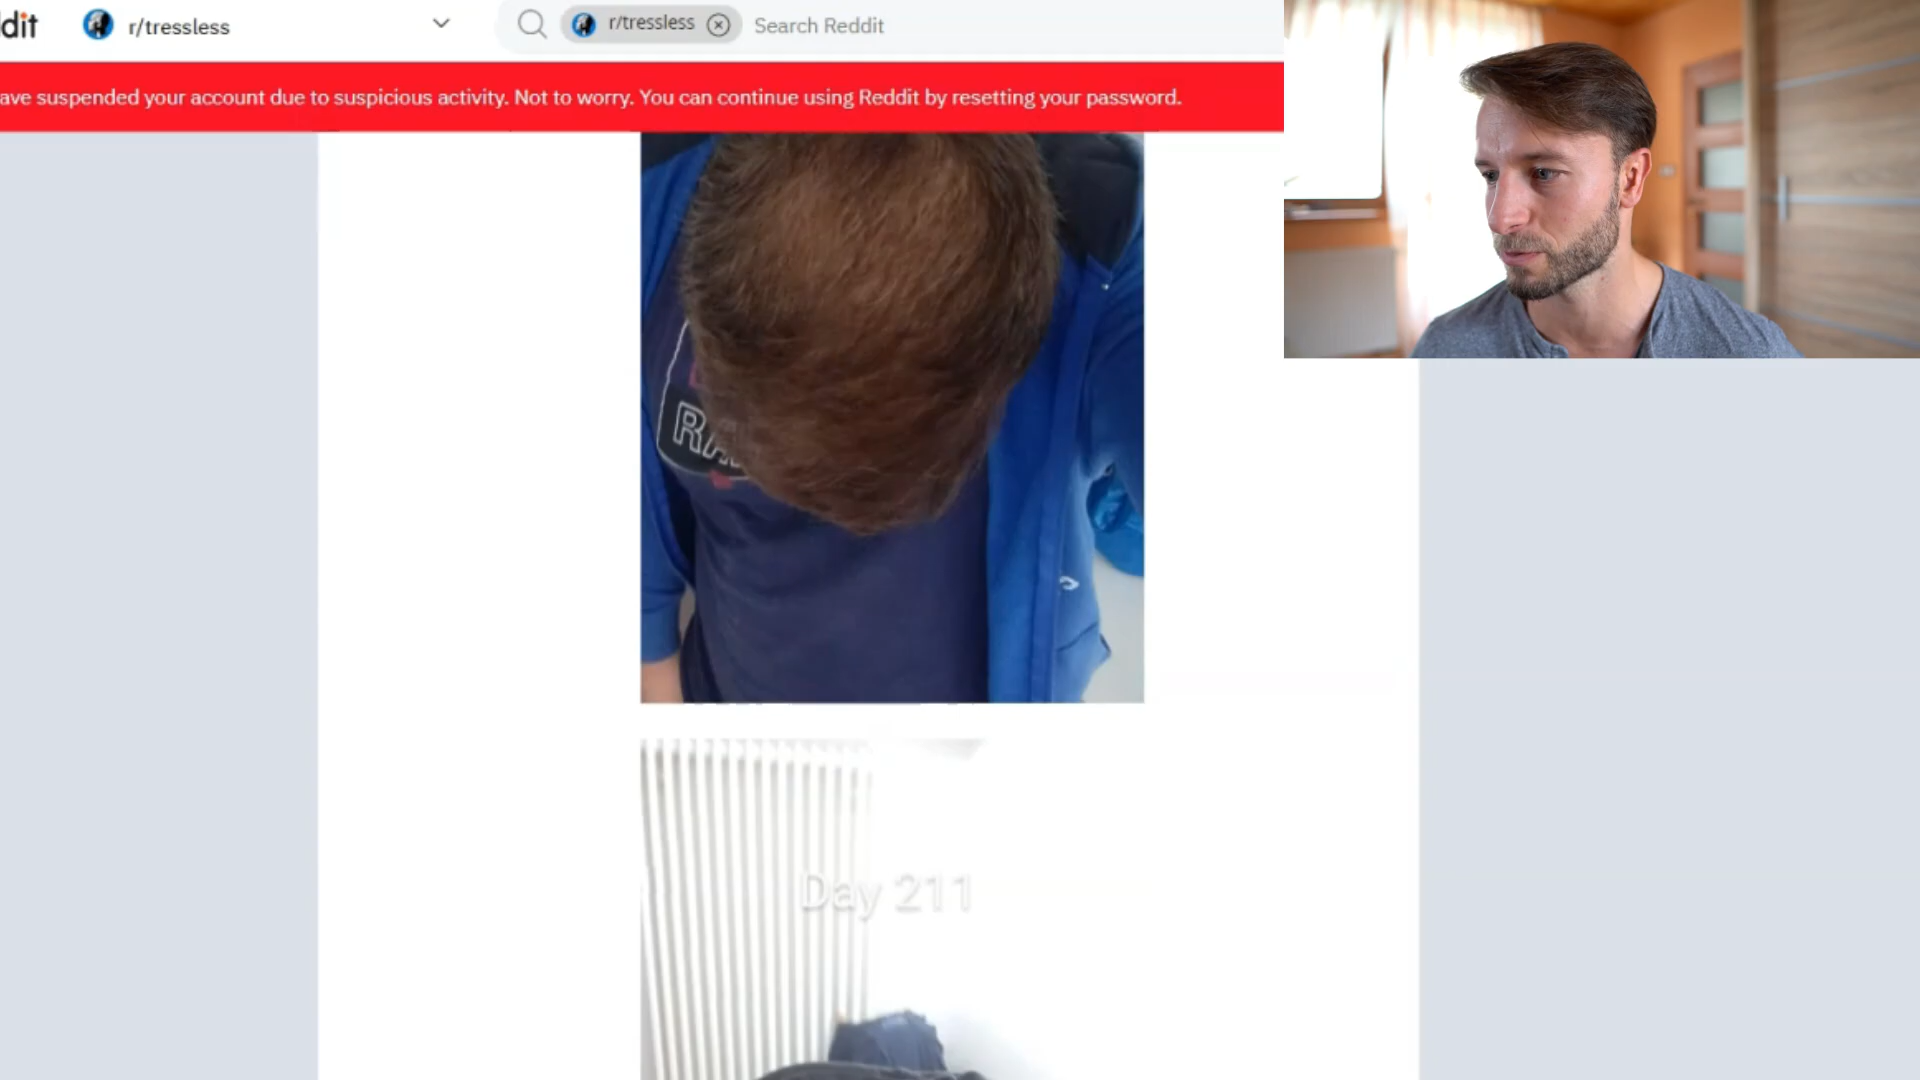 dit r/tressless r/tressless Search Reddit
ave suspended your account due to suspicious activity. Not to worry. You can continue using Reddit by resetting your password.
RA
Day 211